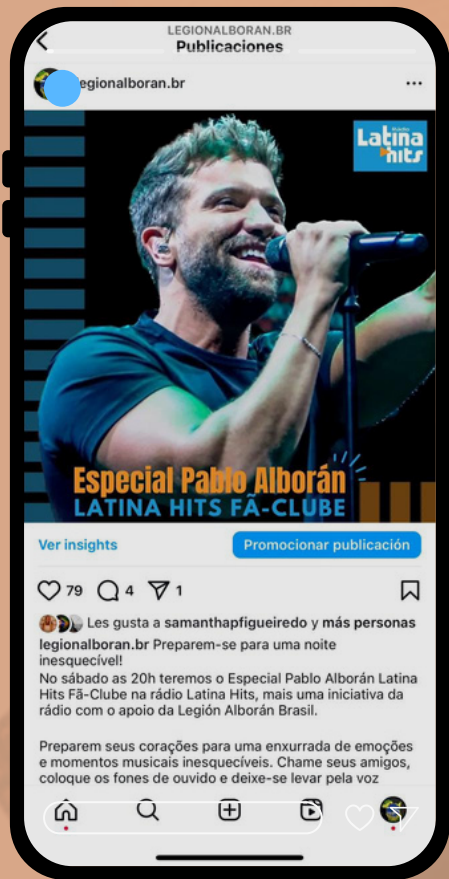 LEGIONALBORAN.BR
Publicaciones
egionalboran.br
Rádio
Latina
hits
Especial Pablo Alborán
LATINA HITS FÃ-CLUBE
Ver insights
Promocionar publicación
79 4 1
Les gusta a samanthapfigueiredo y más personas
legionalboran.br Preparem-se para uma noite
inesquecível!
No sábado as 20h teremos o Especial Pablo Alborán Latina
Hits Fã-Clube na rádio Latina Hits, mais uma iniciativa da
rádio com o apoio da Legión Alborán Brasil.
Preparem seus corações para uma enxurrada de emoções
e momentos musicais inesquecíveis. Chame seus amigos,
coloque os fones de ouvido e deixe-se levar pela voz